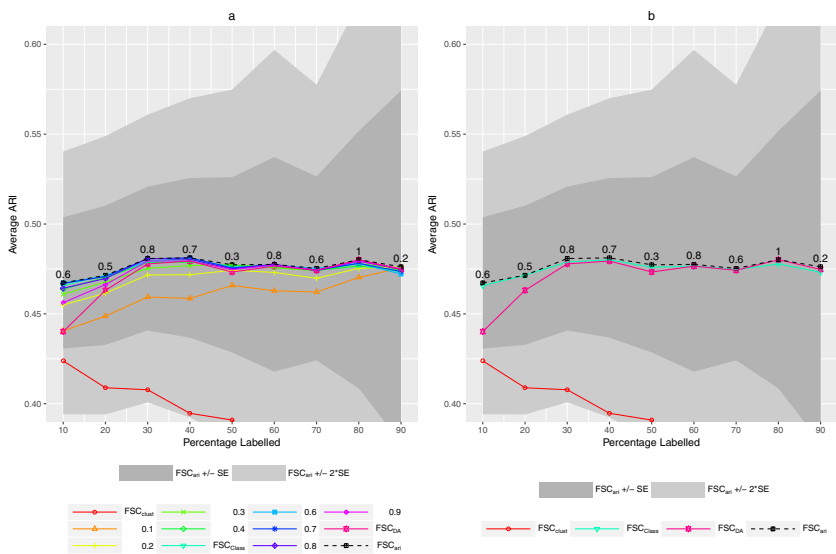 a
0.60
0.55
0.50
0.45
0.40
Average ARI
0.6 0.5 0.8 0.7 0.3 0.8 0.6 1 0.2
10 20 30 40 50 60 70 80 90
Percentage Labelled
FSCari +/− SE FSCari +/− 2*SE
FSCclust 0.3 0.6 0.9
0.1 0.4 0.7 FSCDA
0.2 FSCClass 0.8 FSCari
b
0.60
0.55
0.50
0.45
0.40
Average ARI
0.6 0.5 0.8 0.7 0.3 0.8 0.6 1 0.2
10 20 30 40 50 60 70 80 90
Percentage Labelled
FSCari +/− SE FSCari +/− 2*SE
FSCclust FSCClass FSCDA FSCari